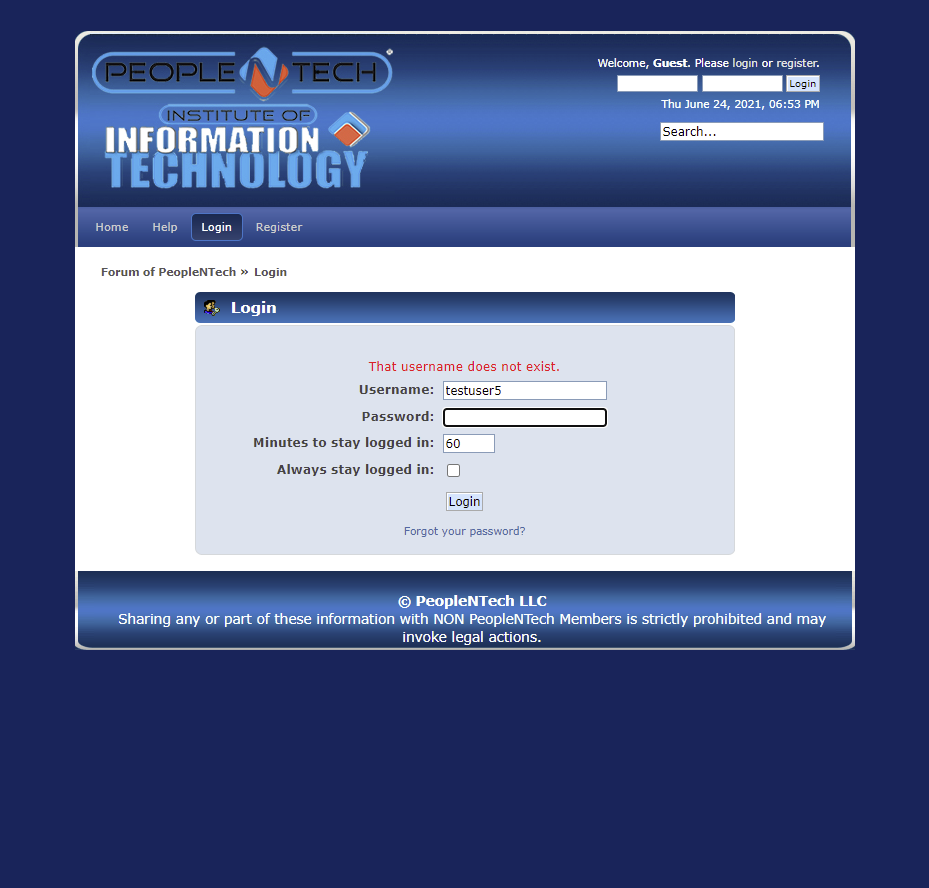 PEOPLE N TECH
INSTITUTE OF
INFORMATION
TECHNOLOGY
Welcome, Guest. Please login or register.
Login
Thu June 24, 2021, 06:53 PM
Search...
Home Help Login Register
Forum of PeopleNTech » Login
Login
That username does not exist.
Username: testuser5
Password:
Minutes to stay logged in: 60
Always stay logged in:
Login
Forgot your password?
© PeopleNTech LLC
Sharing any or part of these information with NON PeopleNTech Members is strictly prohibited and may
invoke legal actions.